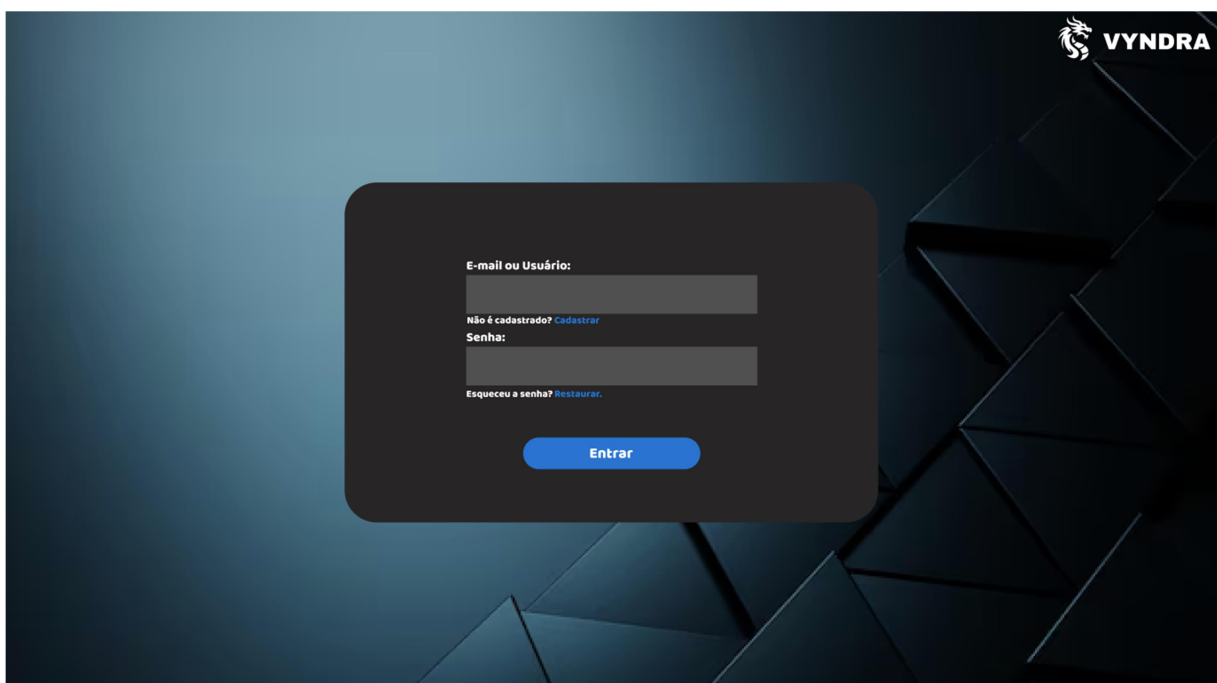 VYNDRA
E-mail ou Usuário:
Não é cadastrado? Cadastrar
Senha:
Esqueceu a senha? Restaurar.
Entrar